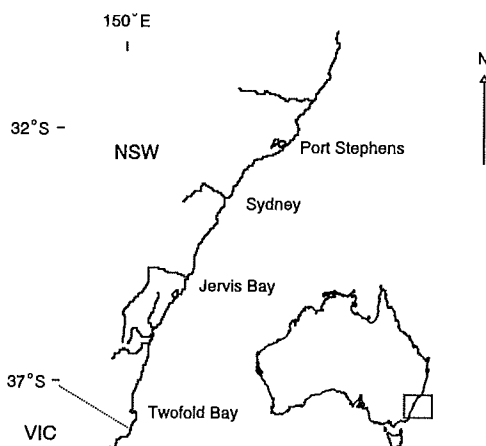 150°E
N
32°S
NSW
Port Stephens
Sydney
Jervis Bay
37°S
Twofold Bay
VIC